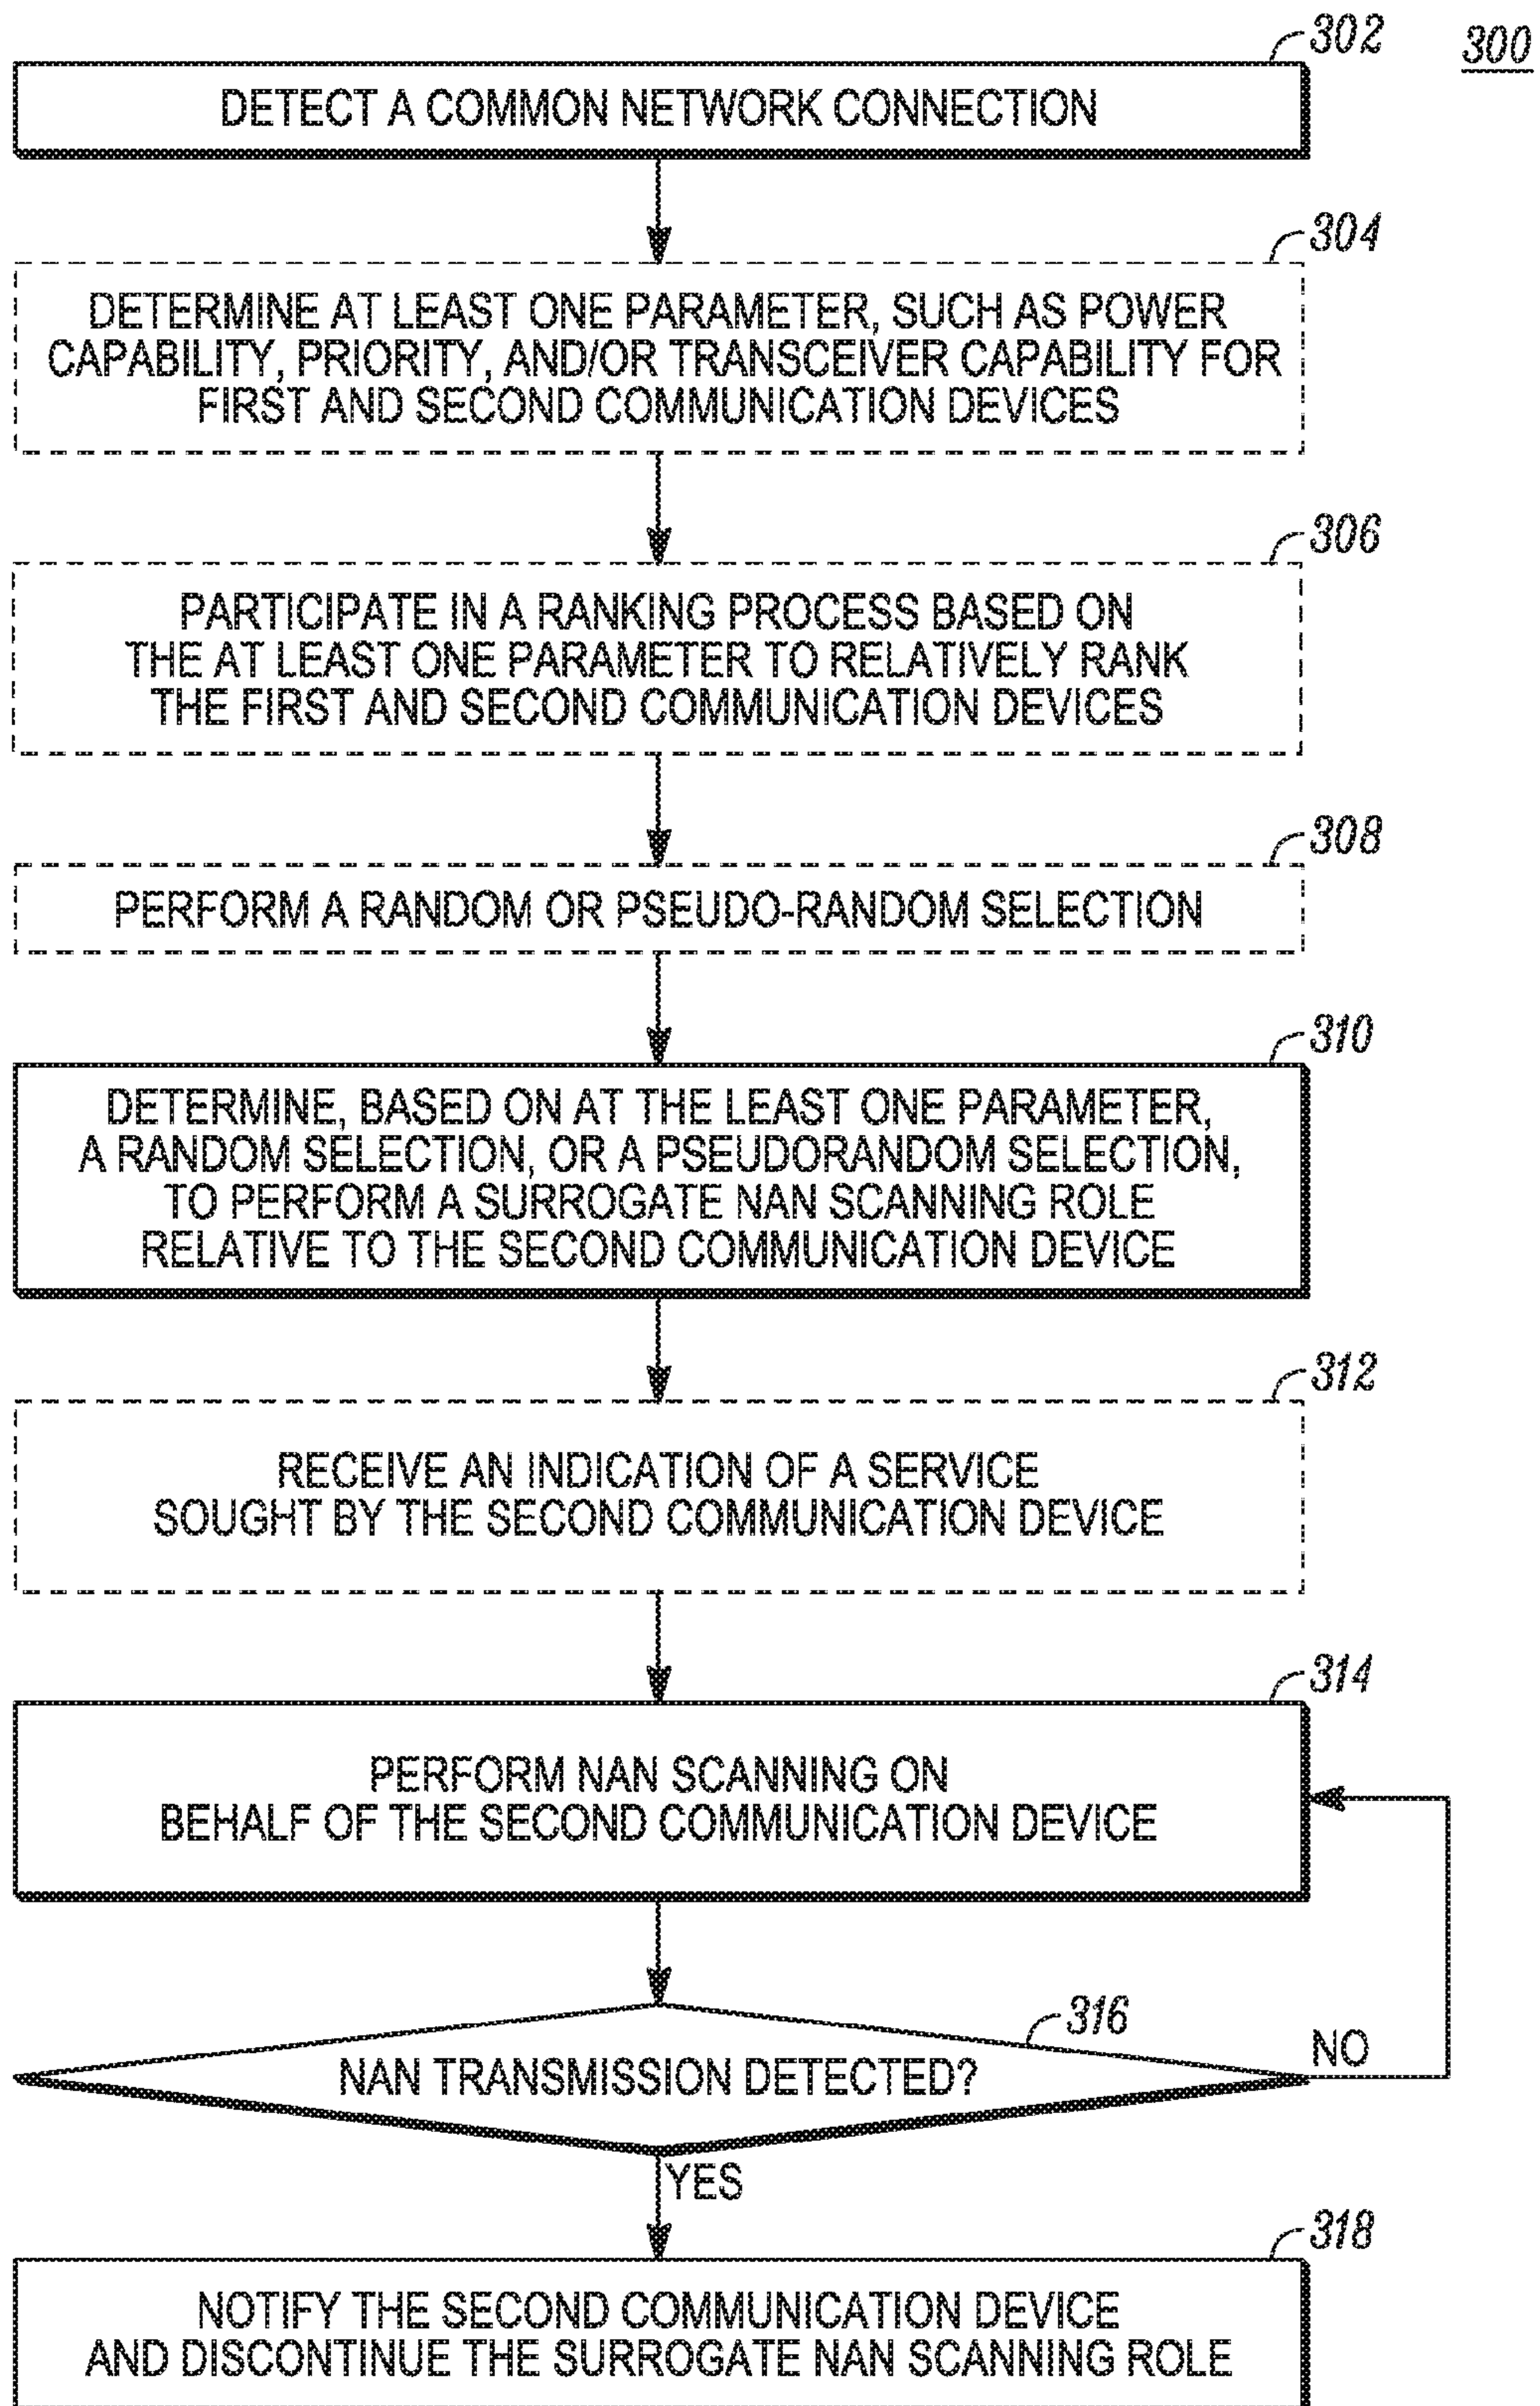 300
302
DETECT A COMMON NETWORK CONNECTION
304
DETERMINE AT LEAST ONE PARAMETER, SUCH AS POWER
CAPABILITY, PRIORITY, AND/OR TRANSCEIVER CAPABILITY FOR
FIRST AND SECOND COMMUNICATION DEVICES
306
PARTICIPATE IN A RANKING PROCESS BASED ON
THE AT LEAST ONE PARAMETER TO RELATIVELY RANK
THE FIRST AND SECOND COMMUNICATION DEVICES
308
PERFORM A RANDOM OR PSEUDO-RANDOM SELECTION
310
DETERMINE, BASED ON AT THE LEAST ONE PARAMETER,
A RANDOM SELECTION, OR A PSEUDORANDOM SELECTION,
TO PERFORM A SURROGATE NAN SCANNING ROLE
RELATIVE TO THE SECOND COMMUNICATION DEVICE
312
RECEIVE AN INDICATION OF A SERVICE
SOUGHT BY THE SECOND COMMUNICATION DEVICE
314
PERFORM NAN SCANNING ON
BEHALF OF THE SECOND COMMUNICATION DEVICE
316
NAN TRANSMISSION DETECTED?
NO
YES
318
NOTIFY THE SECOND COMMUNICATION DEVICE
AND DISCONTINUE THE SURROGATE NAN SCANNING ROLE